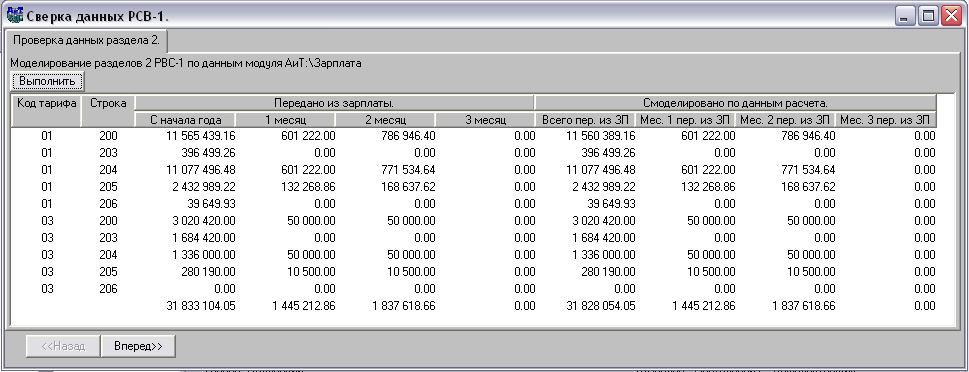 Сверка данных РСВ-1.
Проверка данных раздела 2.
Моделирование разделов 2 РВС-1 по данным модуля АиТ:\Зарплата
Выполнить
Код тарифа Строка Передано из зарплаты. Смоделировано по данным расчета.
С начала года 1 месяц 2 месяц 3 месяц Всего пер. из ЗП Мес. 1 пер. из ЗП Мес. 2 пер. из ЗП Мес. 3 пер. из ЗП
01 200 11 565 439.16 601 222.00 786 946.40 0.00 11 560 389.16 601 222.00 786 946.40 0.00
01 203 396 499.26 0.00 0.00 0.00 396 499.26 0.00 0.00 0.00
01 204 11 077 496.48 601 222.00 771 534.64 0.00 11 077 496.48 601 222.00 771 534.64 0.00
01 205 2 432 989.22 132 268.86 168 637.62 0.00 2 432 989.22 132 268.86 168 637.62 0.00
01 206 39 649.93 0.00 0.00 0.00 39 649.93 0.00 0.00 0.00
03 200 3 020 420.00 50 000.00 50 000.00 0.00 3 020 420.00 50 000.00 50 000.00 0.00
03 203 1 684 420.00 0.00 0.00 0.00 1 684 420.00 0.00 0.00 0.00
03 204 1 336 000.00 50 000.00 50 000.00 0.00 1 336 000.00 50 000.00 50 000.00 0.00
03 205 280 190.00 10 500.00 10 500.00 0.00 280 190.00 10 500.00 10 500.00 0.00
03 206 0.00 0.00 0.00 0.00 0.00 0.00 0.00 0.00
31 833 104.05 1 445 212.86 1 837 618.66 0.00 31 828 054.05 1 445 212.86 1 837 618.66 0.00
<<Назад Вперед>>